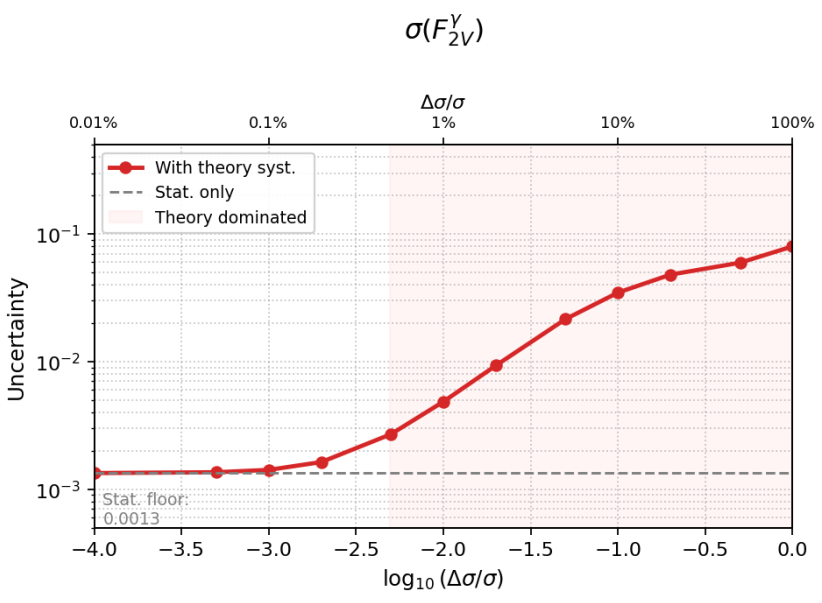 σ(F_{2V}^{γ})
Δσ/σ
0.01% 0.1% 1% 10% 100%
With theory syst.
Stat. only
Theory dominated
10⁻¹
10⁻²
10⁻³
Uncertainty
Stat. floor:
0.0013
−4.0 −3.5 −3.0 −2.5 −2.0 −1.5 −1.0 −0.5 0.0
log₁₀ (Δσ/σ)